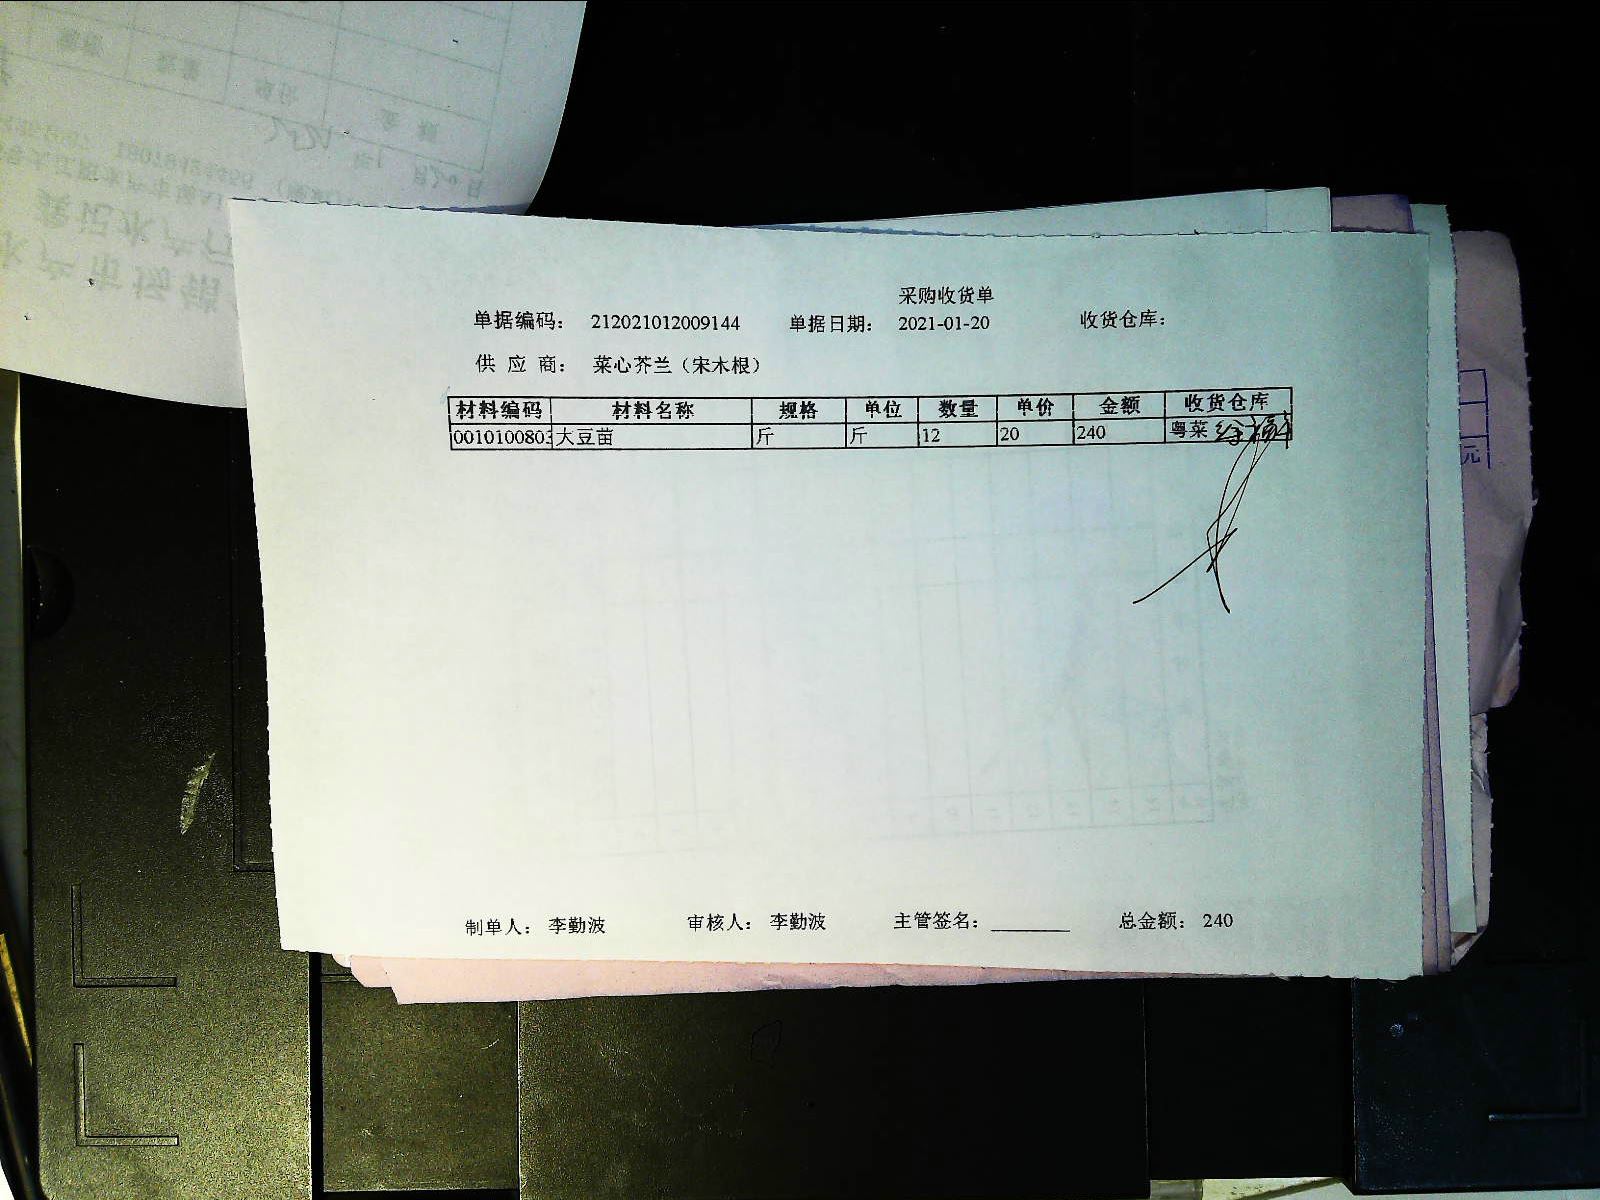 采购收货单
单据编码： 212021012009144 单据日期： 2021-01-20 收货仓库：
供 应 商： 菜心芥兰（宋木根）
材料编码 材料名称 规格 单位 数量 单价 金额 收货仓库
0010100803 大豆苗 斤 斤 12 20 240 粤菜
制单人： 李勤波 审核人： 李勤波 主管签名： 总金额： 240
元